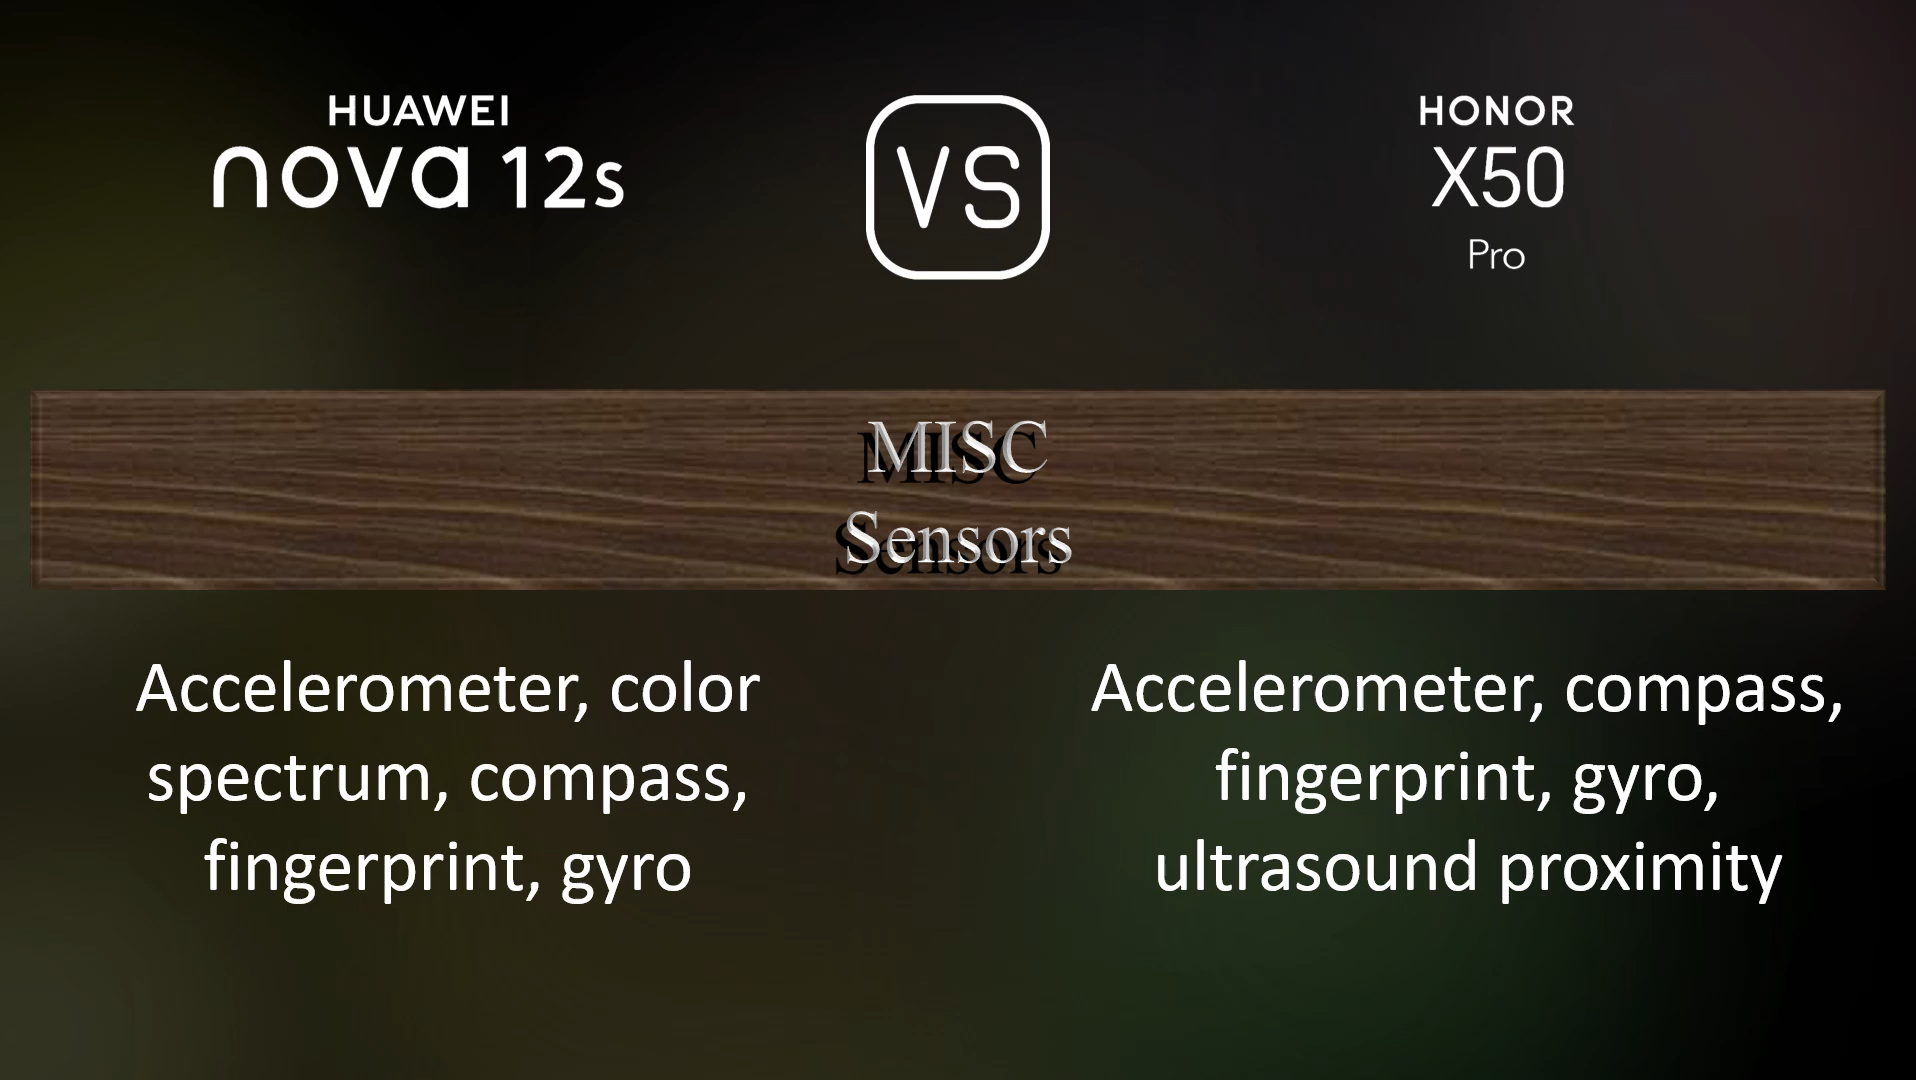 HUAWEI
nova 12s
VS
HONOR
X50
Pro
MISC
Sensors
Accelerometer, color
spectrum, compass,
fingerprint, gyro
Accelerometer, compass,
fingerprint, gyro,
ultrasound proximity